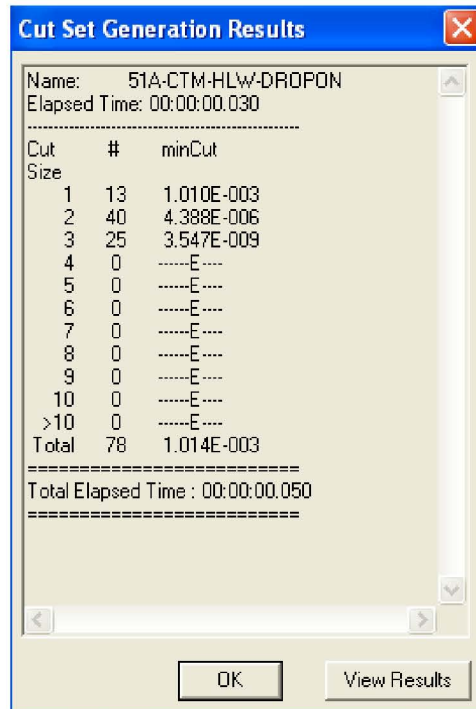 Cut Set Generation Results
Name: 51A-CTM-HLW-DROPON
Elapsed Time: 00:00:00.030
--------------------------------------------------
Cut # minCut
Size
1 13 1.010E-003
2 40 4.388E-006
3 25 3.547E-009
4 0 ------E----
5 0 ------E----
6 0 ------E----
7 0 ------E----
8 0 ------E----
9 0 ------E----
10 0 ------E----
>10 0 ------E----
Total 78 1.014E-003
===========================
Total Elapsed Time : 00:00:00.050
===========================
OK View Results